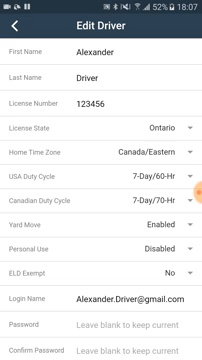 52% 18:07
Edit Driver
First Name Alexander
Last Name Driver
License Number 123456
License State Ontario
Home Time Zone Canada/Eastern
USA Duty Cycle 7-Day/60-Hr
Canadian Duty Cycle 7-Day/70-Hr
Yard Move Enabled
Personal Use Disabled
ELD Exempt No
Login Name Alexander.Driver@gmail.com
Password Leave blank to keep current
Confirm Password Leave blank to keep current